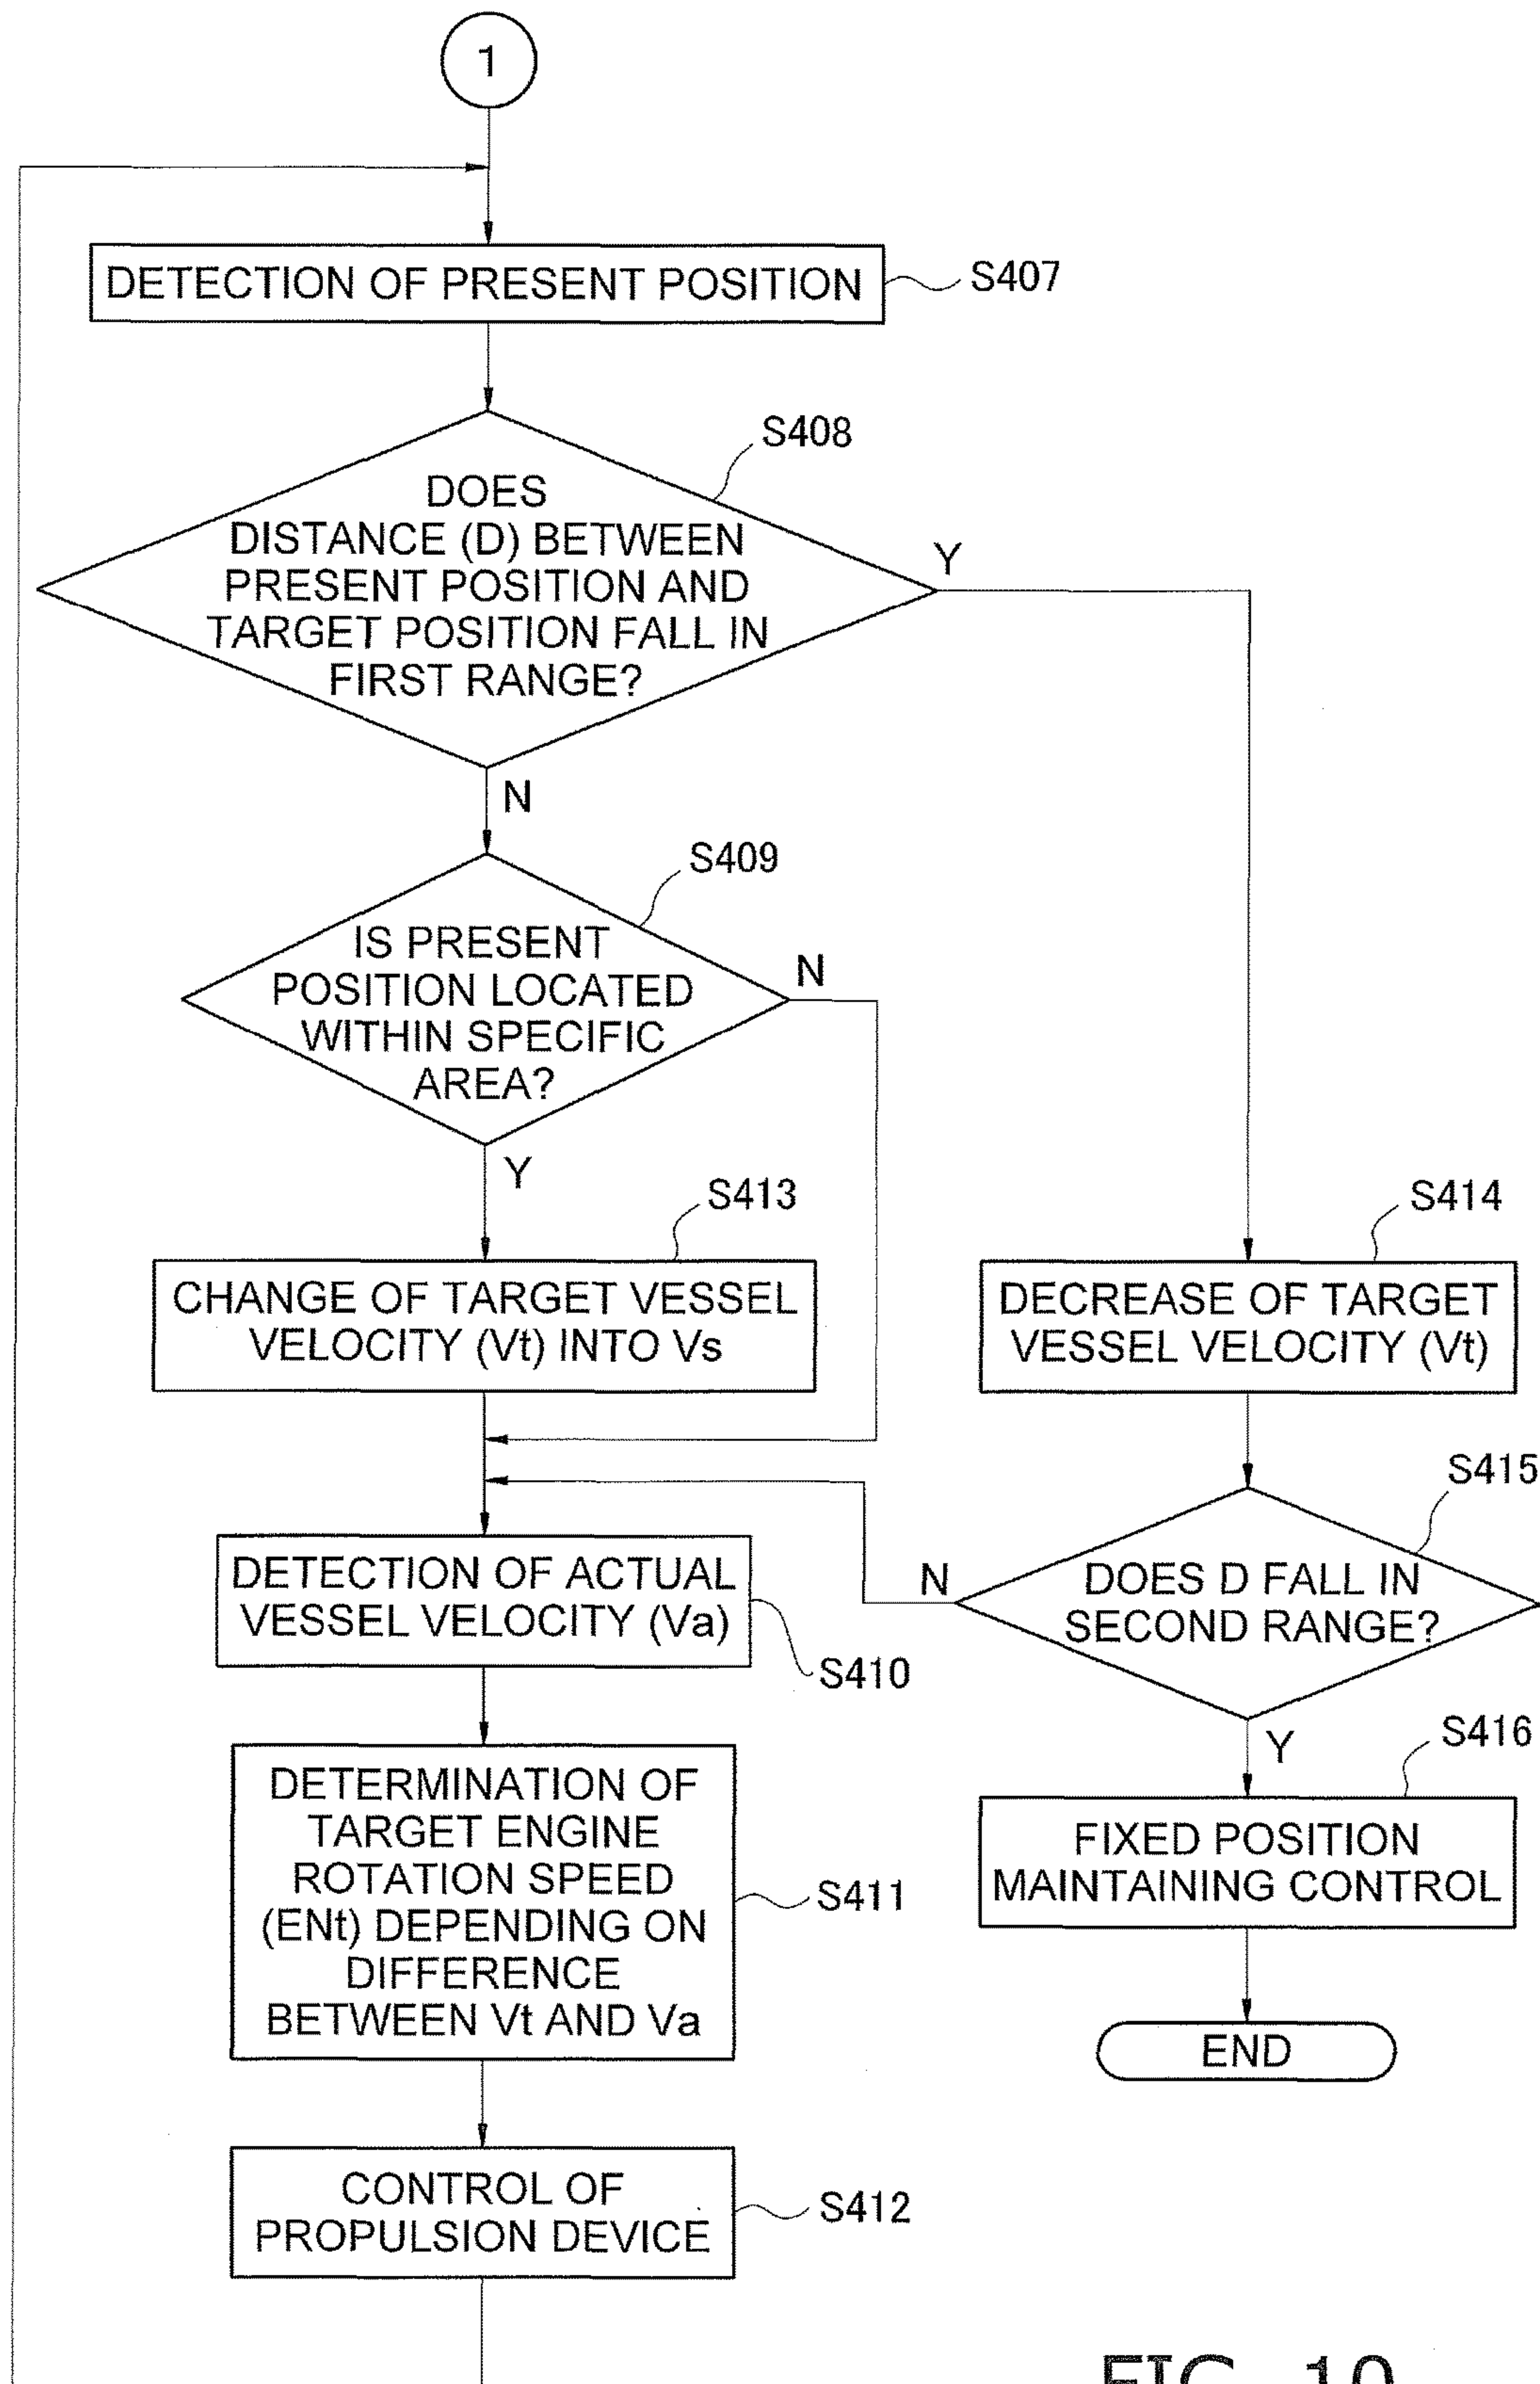 1
DETECTION OF PRESENT POSITION
S407
S408
DOES
DISTANCE (D) BETWEEN
PRESENT POSITION AND
TARGET POSITION FALL IN
FIRST RANGE?
Y
N
S409
IS PRESENT
POSITION LOCATED
WITHIN SPECIFIC
AREA?
N
Y
S413
CHANGE OF TARGET VESSEL
VELOCITY (Vt) INTO Vs
S414
DECREASE OF TARGET
VESSEL VELOCITY (Vt)
S415
DOES D FALL IN
SECOND RANGE?
N
Y
DETECTION OF ACTUAL
VESSEL VELOCITY (Va)
S410
S416
FIXED POSITION
MAINTAINING CONTROL
DETERMINATION OF
TARGET ENGINE
ROTATION SPEED
(ENt) DEPENDING ON
DIFFERENCE
BETWEEN Vt AND Va
S411
END
CONTROL OF
PROPULSION DEVICE
S412
FIG. 10